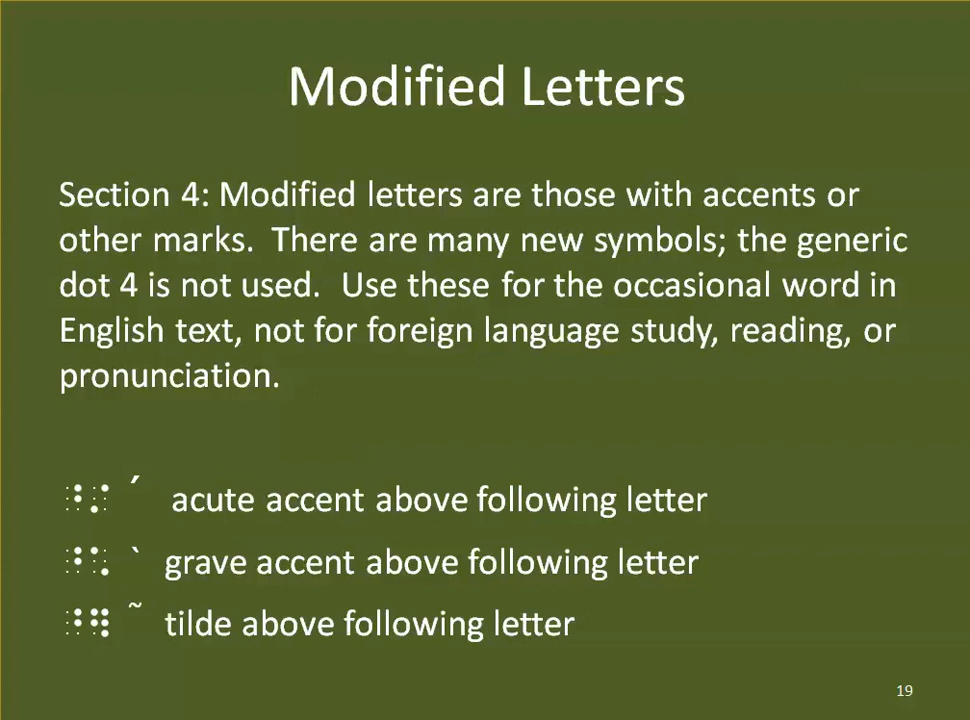 Modified Letters
Section 4: Modified letters are those with accents or
other marks.  There are many new symbols; the generic
dot 4 is not used.  Use these for the occasional word in
English text, not for foreign language study, reading, or
pronunciation.
⠘⠌ ´ acute accent above following letter
⠘⠡ ` grave accent above following letter
⠘⠻ ˜ tilde above following letter
19